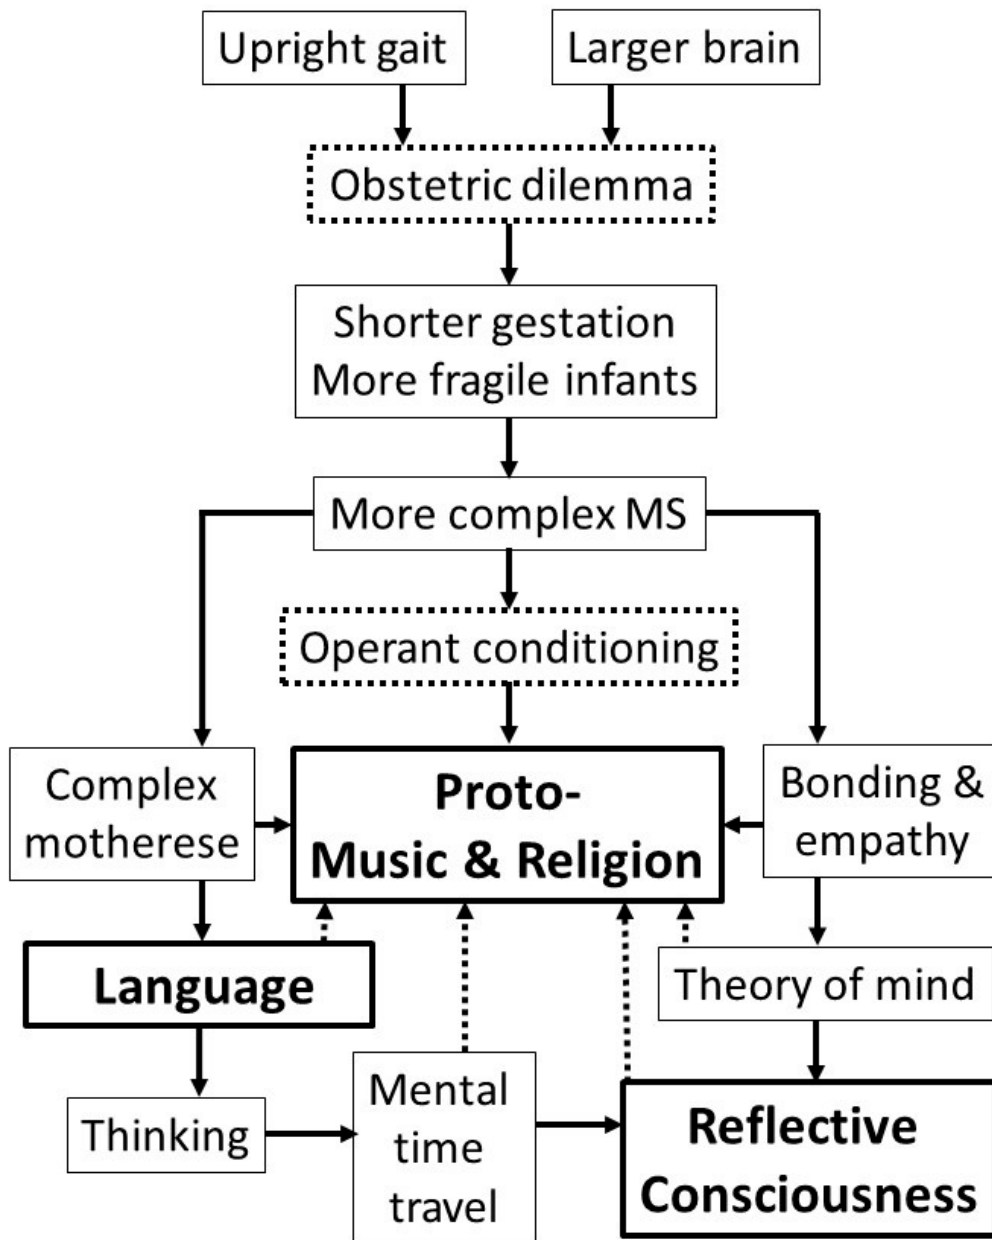 Upright gait
Larger brain
Obstetric dilemma
Shorter gestation
More fragile infants
More complex MS
Operant conditioning
Complex
motherese
Proto-
Music & Religion
Bonding &
empathy
Language
Theory of mind
Thinking
Mental
time
travel
Reflective
Consciousness